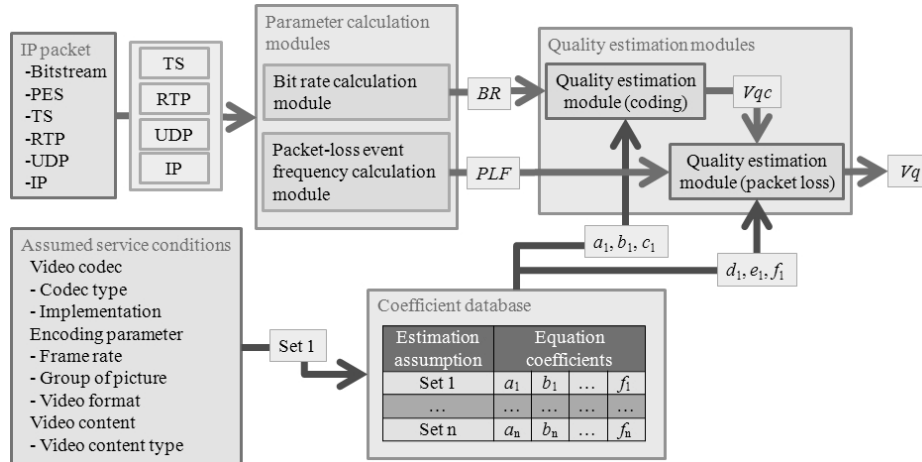 IP packet
-Bitstream
-PES
-TS
-RTP
-UDP
-IP
TS
RTP
UDP
IP
Parameter calculation
modules
Bit rate calculation
module
Packet-loss event
frequency calculation
module
BR
PLF
Quality estimation modules
Quality estimation
module (coding)
Vqc
Quality estimation
module (packet loss)
Vq
a1, b1, c1
d1, e1, f1
Assumed service conditions
Video codec
- Codec type
- Implementation
Encoding parameter
- Frame rate
- Group of picture
- Video format
Video content
- Video content type
Set 1
Coefficient database
Estimation assumption Equation coefficients
Set 1 a1 b1 … f1
… … … … …
Set n an bn … fn